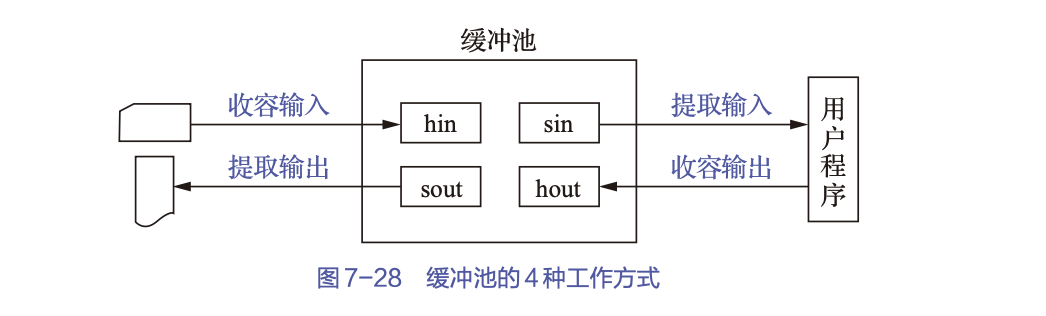 缓冲池
收容输入
hin
sin
提取输入
用户程序
提取输出
sout
hout
收容输出
图 7-28 缓冲池的 4 种工作方式